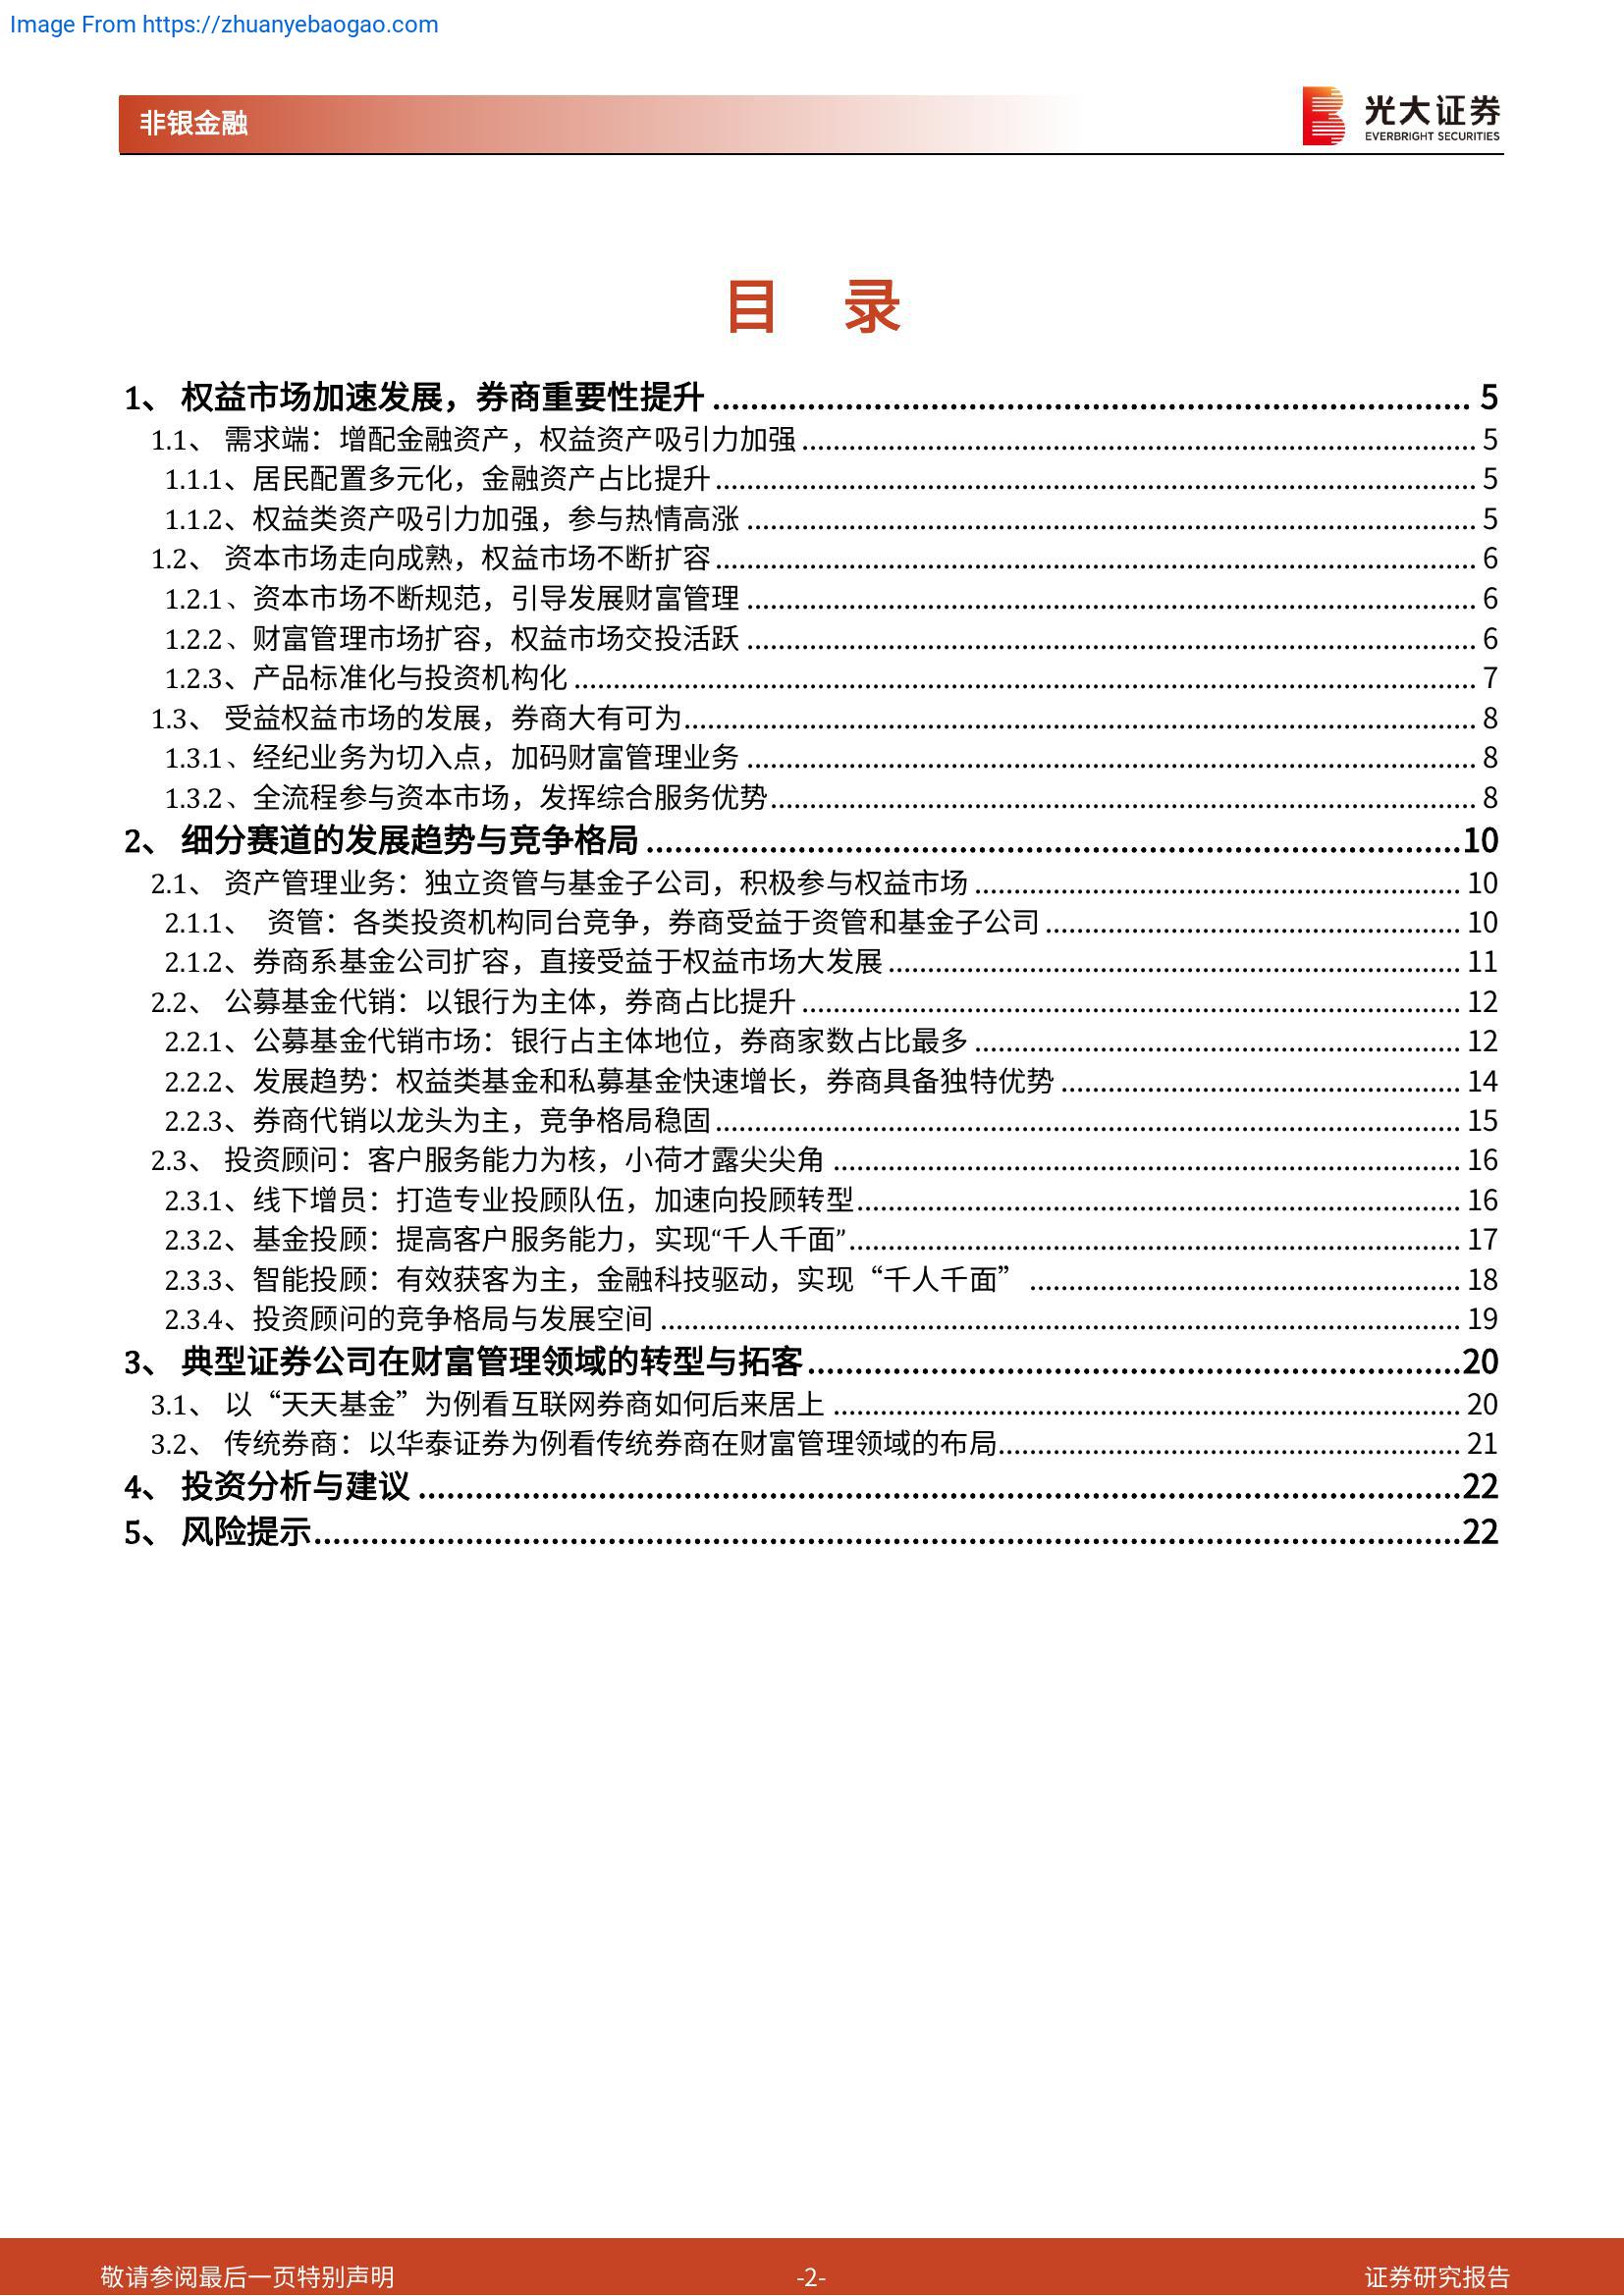 Image From https://zhuanyebaogao.com
非银金融
光大证券
EVERBRIGHT SECURITIES
目 录
1、 权益市场加速发展，券商重要性提升 5
1.1、 需求端：增配金融资产，权益资产吸引力加强 5
1.1.1、居民配置多元化，金融资产占比提升 5
1.1.2、权益类资产吸引力加强，参与热情高涨 5
1.2、 资本市场走向成熟，权益市场不断扩容 6
1.2.1、资本市场不断规范，引导发展财富管理 6
1.2.2、财富管理市场扩容，权益市场交投活跃 6
1.2.3、产品标准化与投资机构化 7
1.3、 受益权益市场的发展，券商大有可为 8
1.3.1、经纪业务为切入点，加码财富管理业务 8
1.3.2、全流程参与资本市场，发挥综合服务优势 8
2、 细分赛道的发展趋势与竞争格局 10
2.1、 资产管理业务：独立资管与基金子公司，积极参与权益市场 10
2.1.1、 资管：各类投资机构同台竞争，券商受益于资管和基金子公司 10
2.1.2、券商系基金公司扩容，直接受益于权益市场大发展 11
2.2、 公募基金代销：以银行为主体，券商占比提升 12
2.2.1、公募基金代销市场：银行占主体地位，券商家数占比最多 12
2.2.2、发展趋势：权益类基金和私募基金快速增长，券商具备独特优势 14
2.2.3、券商代销以龙头为主，竞争格局稳固 15
2.3、 投资顾问：客户服务能力为核，小荷才露尖尖角 16
2.3.1、线下增员：打造专业投顾队伍，加速向投顾转型 16
2.3.2、基金投顾：提高客户服务能力，实现“千人千面” 17
2.3.3、智能投顾：有效获客为主，金融科技驱动，实现“千人千面” 18
2.3.4、投资顾问的竞争格局与发展空间 19
3、 典型证券公司在财富管理领域的转型与拓客 20
3.1、 以“天天基金”为例看互联网券商如何后来居上 20
3.2、 传统券商：以华泰证券为例看传统券商在财富管理领域的布局 21
4、 投资分析与建议 22
5、 风险提示 22
敬请参阅最后一页特别声明
-2-
证券研究报告